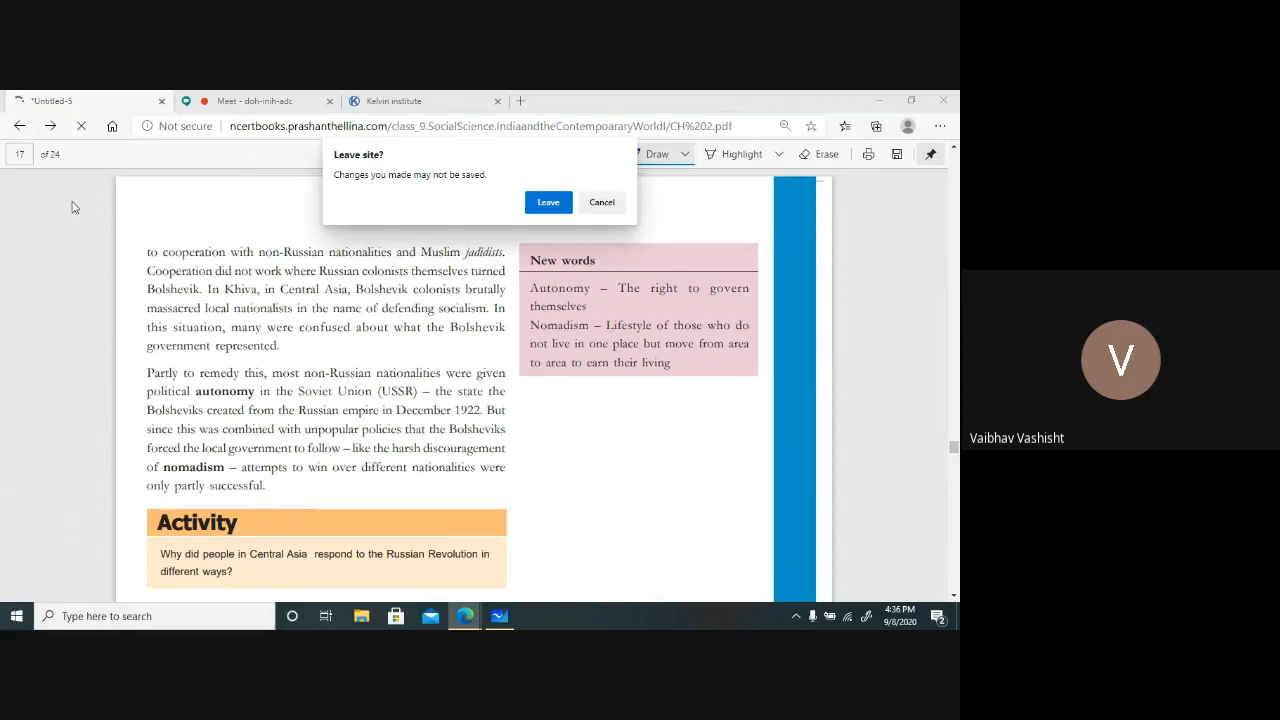 *Untitled-5
Meet - doh-inih-adc
Kelvin institute
Not secure
ncertbooks.prashanthellina.com/class_9.SocialScience.IndiaandtheContempoararyWorldI/CH%202.pdf
17 of 24
Draw
Highlight
Erase
Leave site?
Changes you made may not be saved.
Leave
Cancel
to cooperation with non-Russian nationalities and Muslim jadidists.
Cooperation did not work where Russian colonists themselves turned
Bolshevik. In Khiva, in Central Asia, Bolshevik colonists brutally
massacred local nationalists in the name of defending socialism. In
this situation, many were confused about what the Bolshevik
government represented.
Partly to remedy this, most non-Russian nationalities were given
political autonomy in the Soviet Union (USSR) – the state the
Bolsheviks created from the Russian empire in December 1922. But
since this was combined with unpopular policies that the Bolsheviks
forced the local government to follow – like the harsh discouragement
of nomadism – attempts to win over different nationalities were
only partly successful.
Activity
Why did people in Central Asia respond to the Russian Revolution in
different ways?
New words
Autonomy – The right to govern
themselves
Nomadism – Lifestyle of those who do
not live in one place but move from area
to area to earn their living
V
Vaibhav Vashisht
Type here to search
4:36 PM
9/8/2020
2